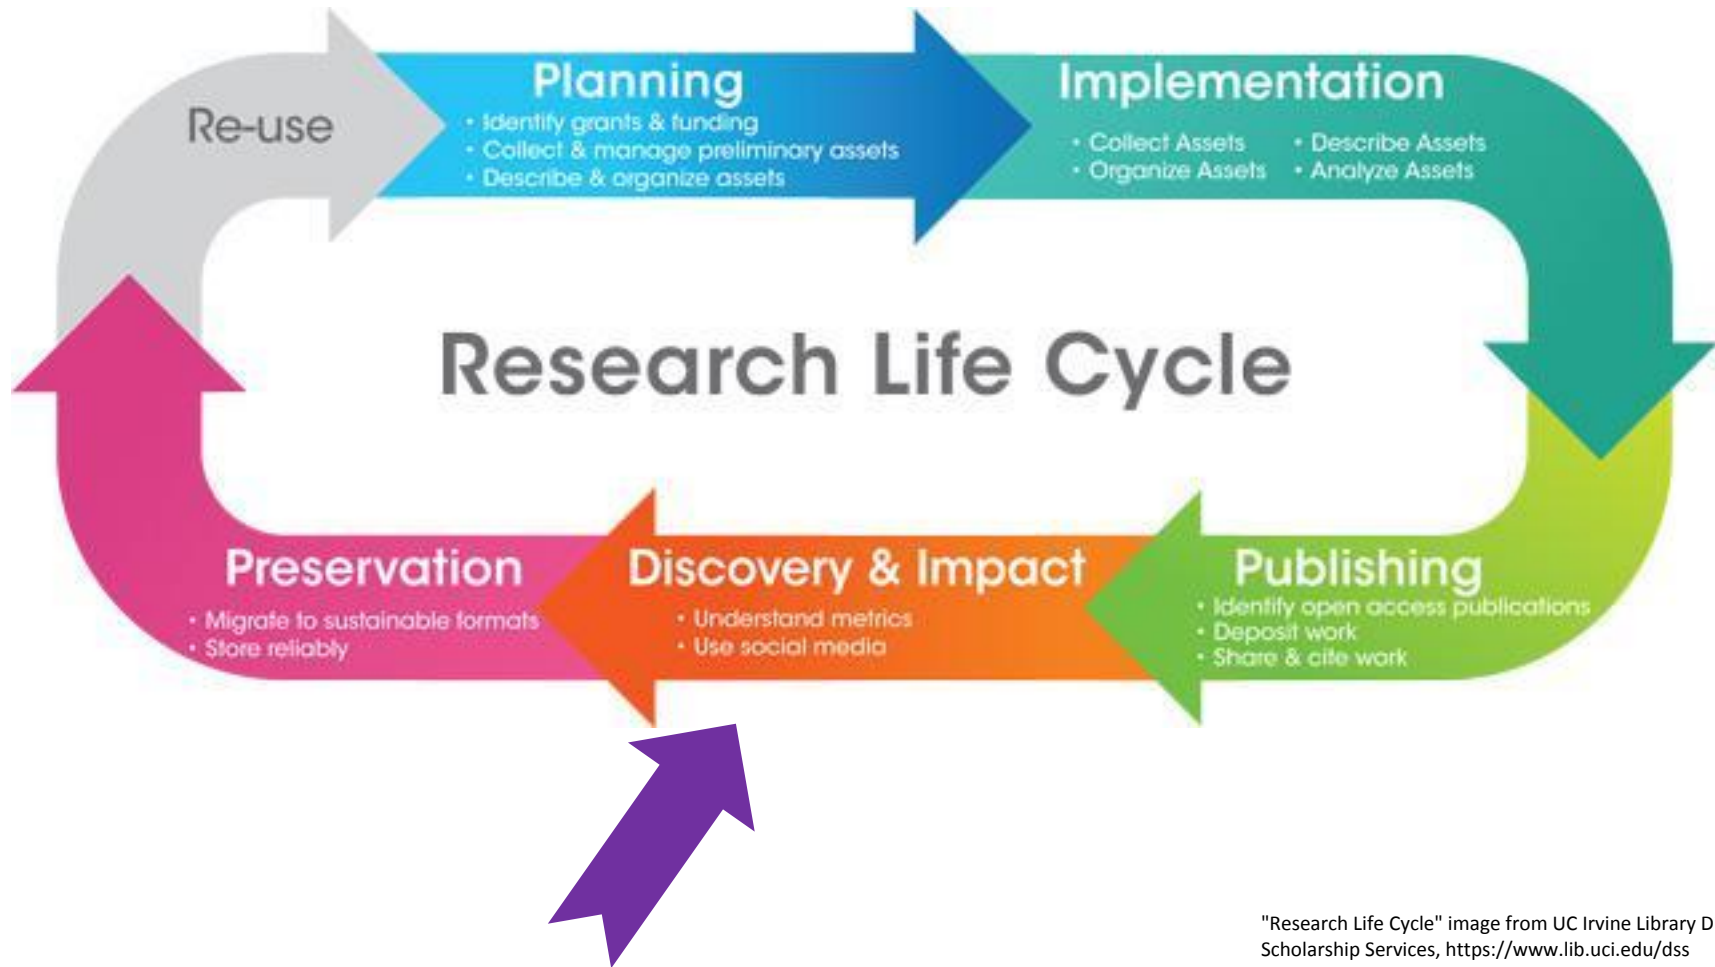 Re-use
Planning
• Identify grants & funding
• Collect & manage preliminary assets
• Describe & organize assets
Implementation
• Collect Assets • Describe Assets
• Organize Assets • Analyze Assets
Research Life Cycle
Preservation
• Migrate to sustainable formats
• Store reliably
Discovery & Impact
• Understand metrics
• Use social media
Publishing
• Identify open access publications
• Deposit work
• Share & cite work
"Research Life Cycle" image from UC Irvine Library D
Scholarship Services, https://www.lib.uci.edu/dss